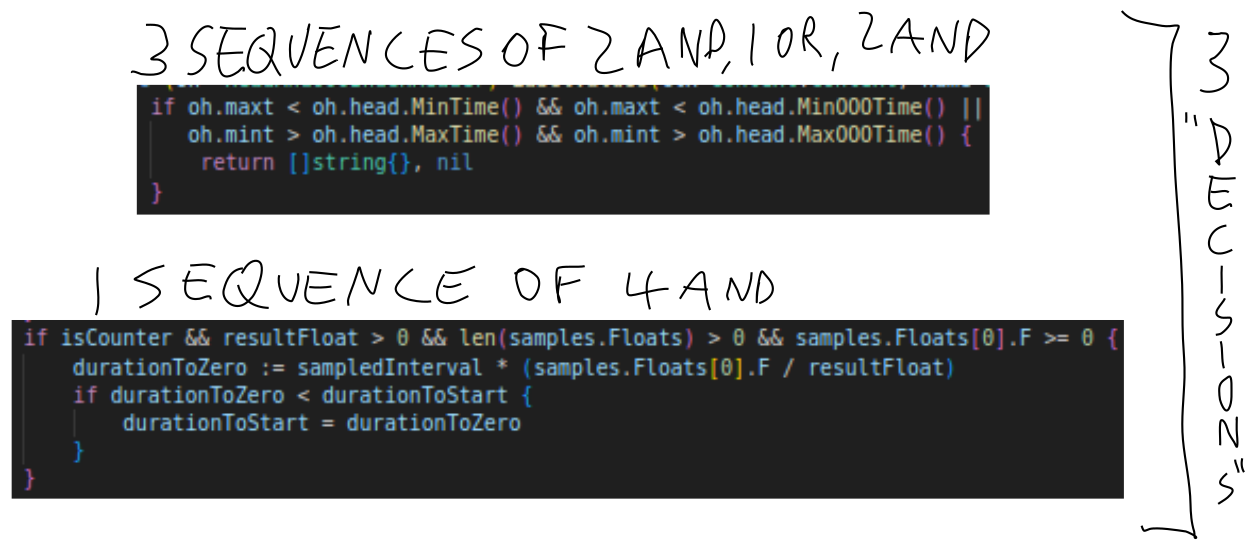 3 SEQUENCES OF 2 AND, 1 OR, 2 AND
if oh.maxt < oh.head.MinTime() && oh.maxt < oh.head.MinOOOTime() ||
oh.mint > oh.head.MaxTime() && oh.mint > oh.head.MaxOOOTime() {
return []string{}, nil
}
1 SEQUENCE OF 4 AND
if isCounter && resultFloat > 0 && len(samples.Floats) > 0 && samples.Floats[0].F >= 0 {
durationToZero := sampledInterval * (samples.Floats[0].F / resultFloat)
if durationToZero < durationToStart {
durationToStart = durationToZero
}
}
3 "DECISIONS"